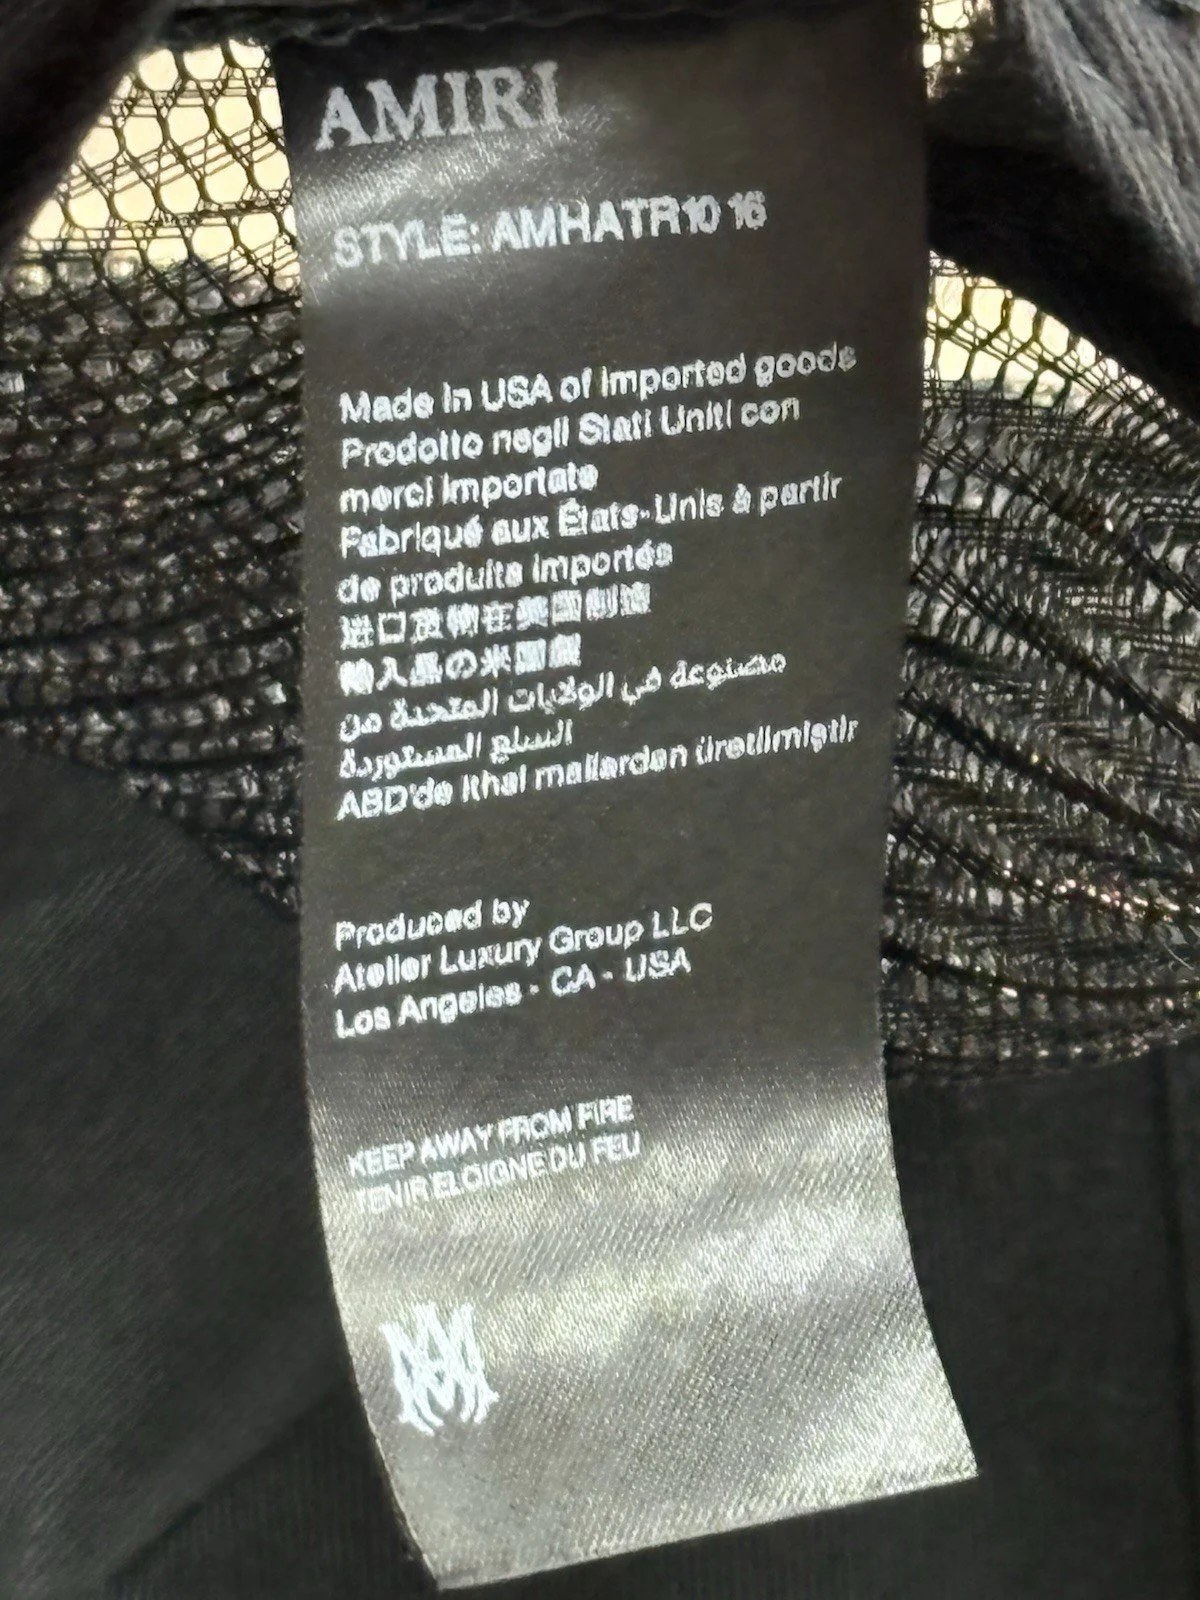 AMIRI
STYLE: AMHATR10 16
Made in USA of imported goods
Prodotto negli Stati Uniti con
merci importate
Fabriqué aux États-Unis à partir
de produits importés
进口货物在美国制造
輸入品の米国製
مصنوعة في الولايات المتحدة من
السلع المستوردة
ABD'de ithal mallardan üretilmiştir
Produced by
Atelier Luxury Group LLC
Los Angeles - CA - USA
KEEP AWAY FROM FIRE
TENIR ELOIGNE DU FEU